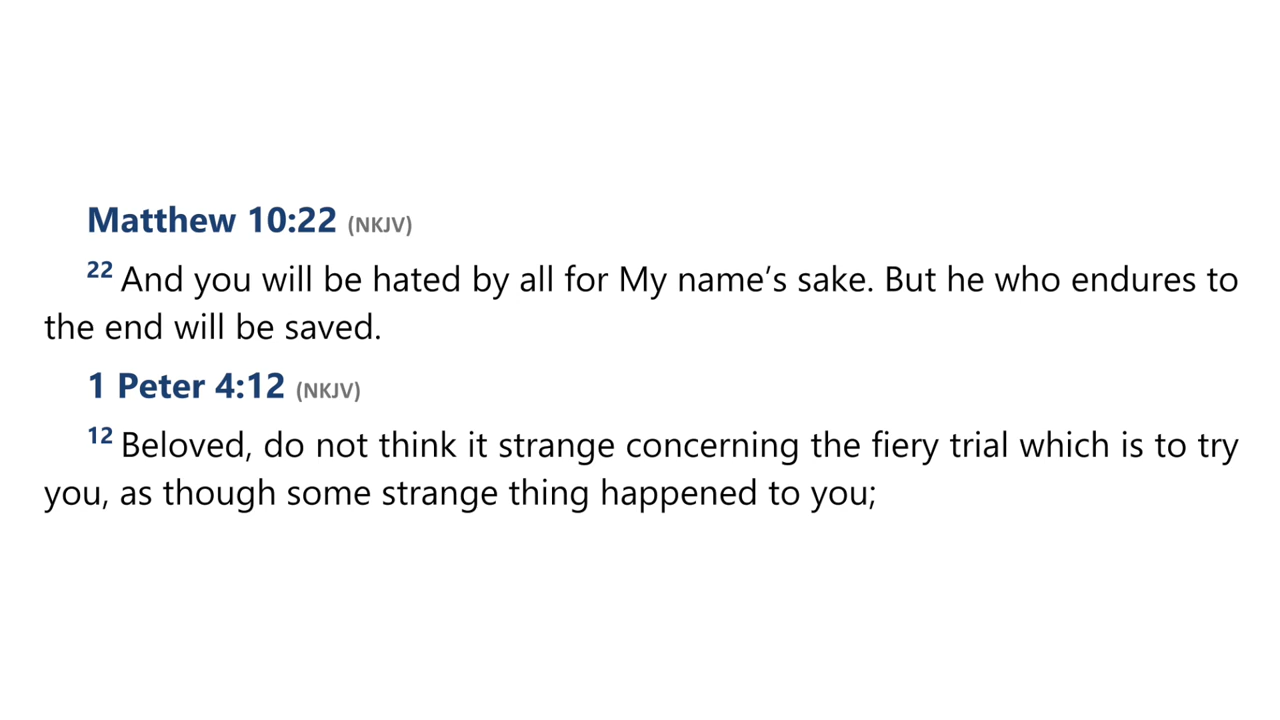 Matthew 10:22 (NKJV)
22 And you will be hated by all for My name’s sake. But he who endures to
the end will be saved.
1 Peter 4:12 (NKJV)
12 Beloved, do not think it strange concerning the fiery trial which is to try
you, as though some strange thing happened to you;